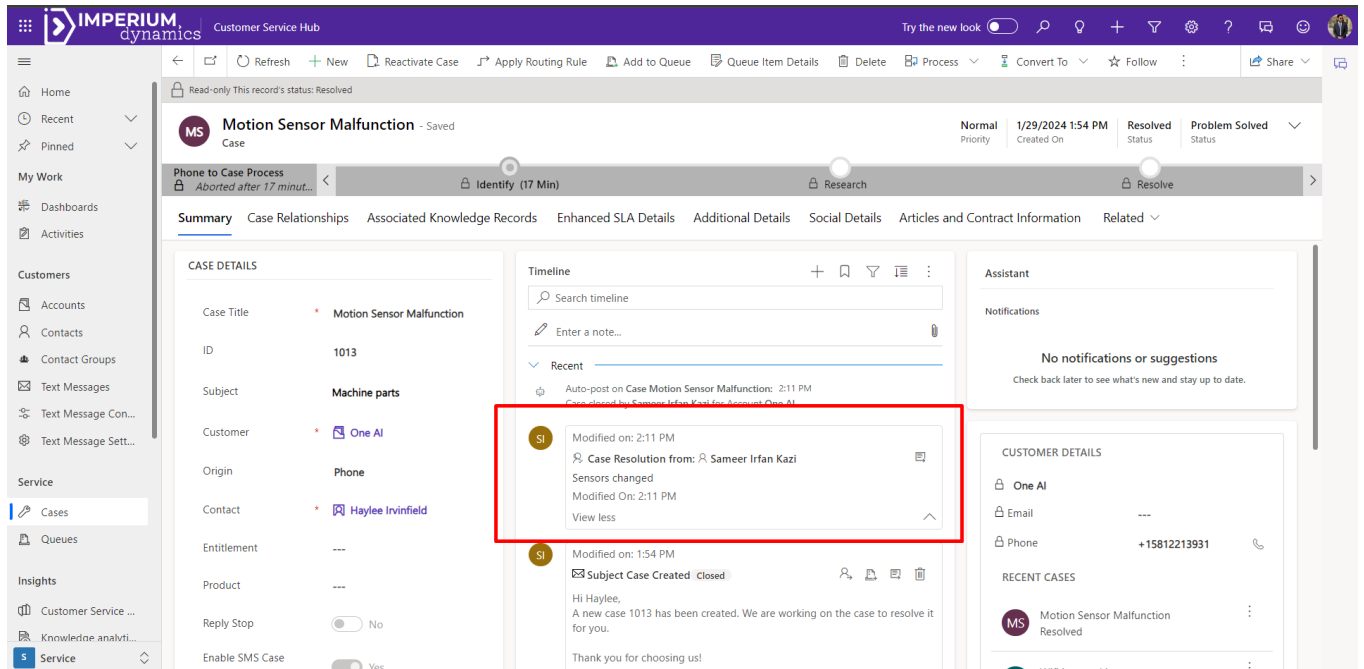 IMPERIUM
dynamics
Customer Service Hub
Try the new look
Refresh
New
Reactivate Case
Apply Routing Rule
Add to Queue
Queue Item Details
Delete
Process
Convert To
Follow
Share
Home
Recent
Pinned
My Work
Dashboards
Activities
Customers
Accounts
Contacts
Contact Groups
Text Messages
Text Message Con...
Text Message Sett...
Service
Cases
Queues
Insights
Customer Service ...
Knowledge analyti...
S Service
Read-only This record's status: Resolved
MS
Motion Sensor Malfunction - Saved
Case
Normal
Priority
1/29/2024 1:54 PM
Created On
Resolved
Status
Problem Solved
Status
Phone to Case Process
Aborted after 17 minut...
Identify (17 Min)
Research
Resolve
Summary
Case Relationships
Associated Knowledge Records
Enhanced SLA Details
Additional Details
Social Details
Articles and Contract Information
Related
CASE DETAILS
Case Title * Motion Sensor Malfunction
ID 1013
Subject Machine parts
Customer * One AI
Origin Phone
Contact * Haylee Irvinfield
Entitlement ---
Product ---
Reply Stop No
Enable SMS Case Yes
Timeline
Search timeline
Enter a note...
Recent
Auto-post on Case Motion Sensor Malfunction: 2:11 PM
Case closed by Sameer Irfan Kazi for Account One AI
SI
Modified on: 2:11 PM
Case Resolution from: Sameer Irfan Kazi
Sensors changed
Modified On: 2:11 PM
View less
SI
Modified on: 1:54 PM
Subject Case Created Closed
Hi Haylee,
A new case 1013 has been created. We are working on the case to resolve it
for you.
Thank you for choosing us!
Assistant
Notifications
No notifications or suggestions
Check back later to see what's new and stay up to date.
CUSTOMER DETAILS
One AI
Email ---
Phone +15812213931
RECENT CASES
MS
Motion Sensor Malfunction
Resolved